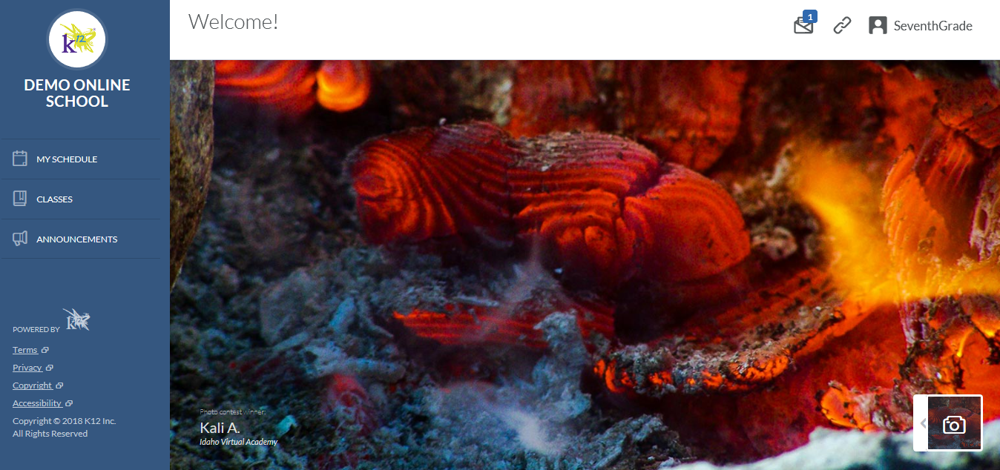 k12
DEMO ONLINE
SCHOOL
MY SCHEDULE
CLASSES
ANNOUNCEMENTS
POWERED BY k12
Terms
Privacy
Copyright
Accessibility
Copyright © 2018 K12 Inc.
All Rights Reserved
Welcome!
1
SeventhGrade
Photo contest winner:
Kali A.
Idaho Virtual Academy